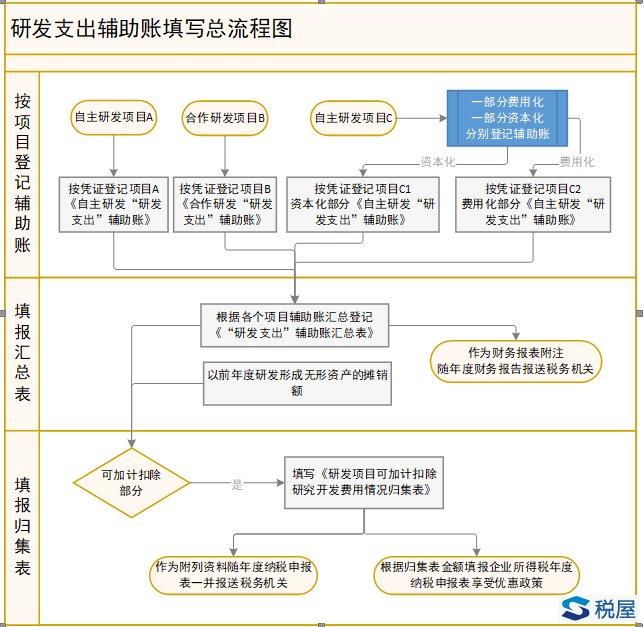 研发支出辅助账填写总流程图
按项目登记辅助账
自主研发项目A
合作研发项目B
自主研发项目C
一部分费用化
一部分资本化
分别登记辅助账
资本化
费用化
按凭证登记项目A
《自主研发“研
发支出”辅助账》
按凭证登记项目B
《合作研发“研
发支出”辅助账》
按凭证登记项目C1
资本化部分《自主研发“研
发支出”辅助账》
按凭证登记项目C2
费用化部分《自主研发“研
发支出”辅助账》
填报汇总表
根据各个项目辅助账汇总登记
《“研发支出”辅助账汇总表》
作为财务报表附注
随年度财务报告报送税务机关
以前年度研发形成无形资产的摊销
额
填报归集表
可加计扣除
部分
是
填写《研发项目可加计扣除
研究开发费用情况归集表》
作为附列资料随年度纳税申报
表一并报送税务机关
根据归集表金额填报企业所得税年度
纳税申报表享受优惠政策
税屋